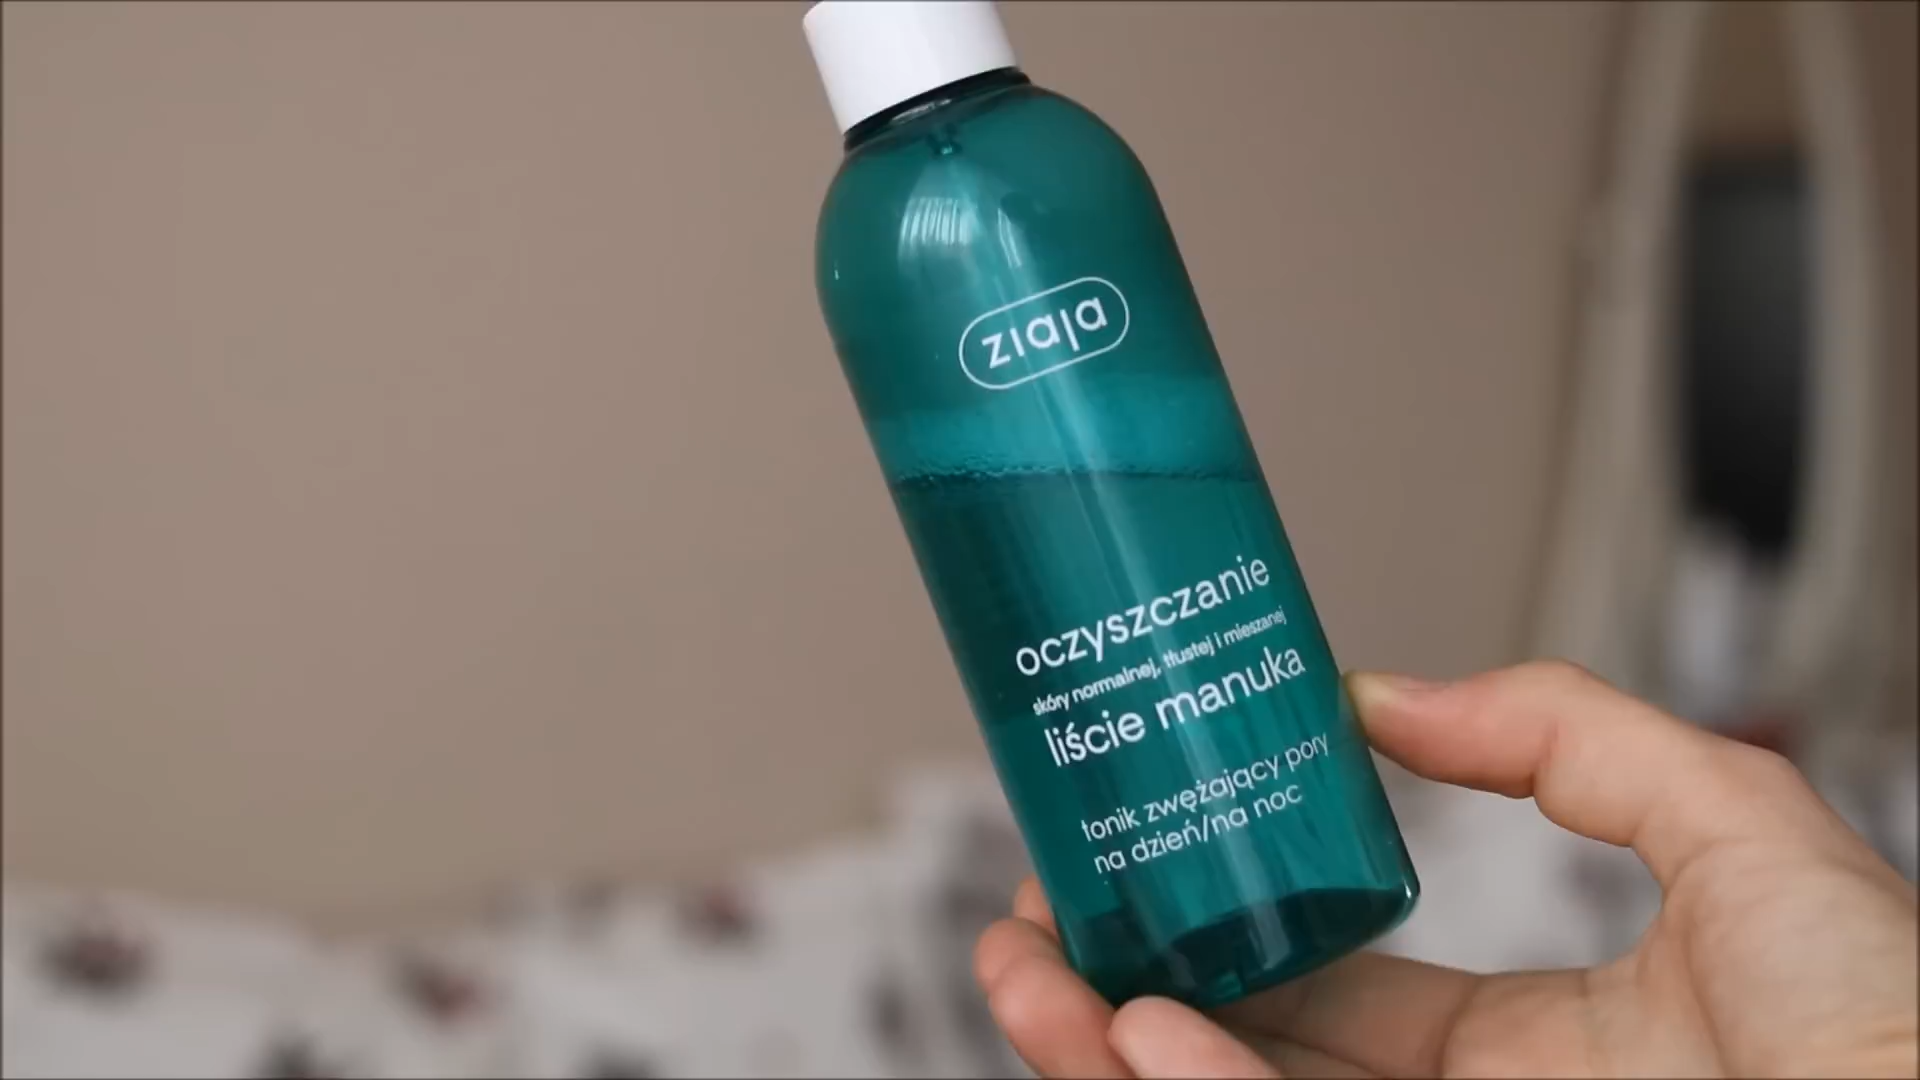 ziaja
oczyszczanie
skóry normalnej, tłustej i mieszanej
liście manuka
tonik zwężający pory
na dzień/na noc